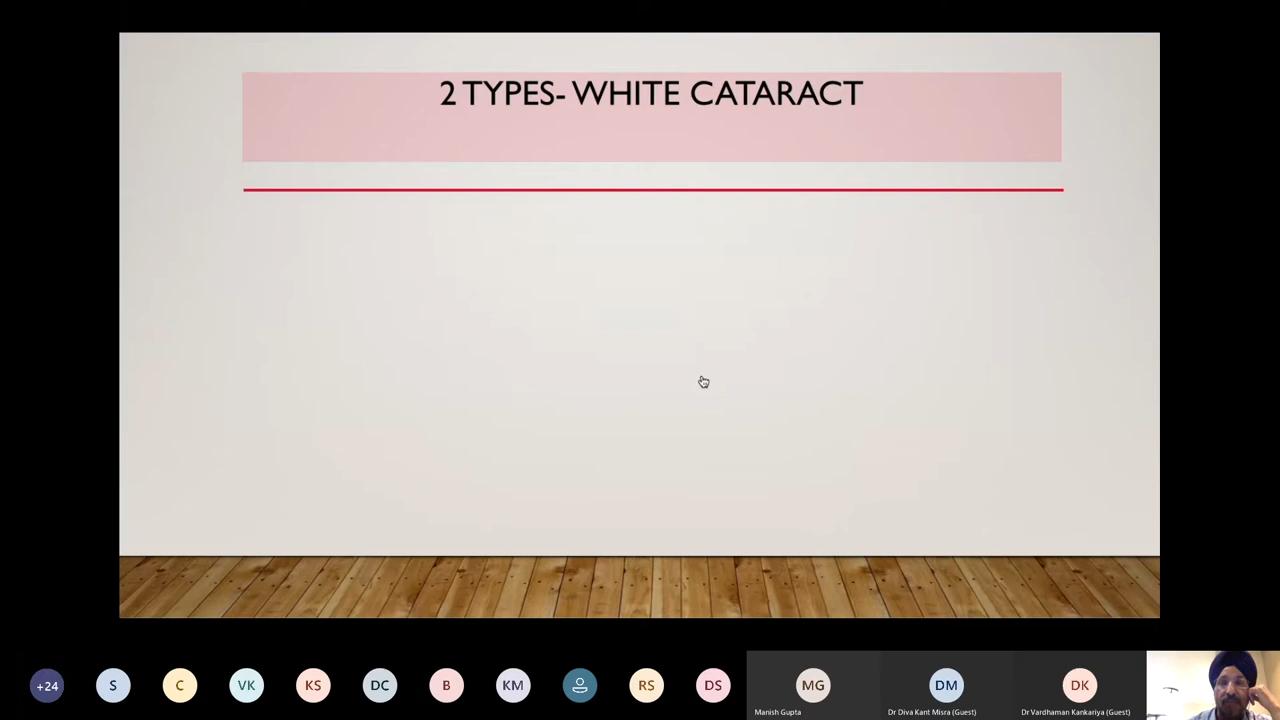 2 TYPES- WHITE CATARACT
+24
S
C
VK
KS
DC
B
KM
RS
DS
MG
DM
DK
Manish Gupta
Dr Diva Kant Misra (Guest)
Dr Vardhaman Kankariya (Guest)